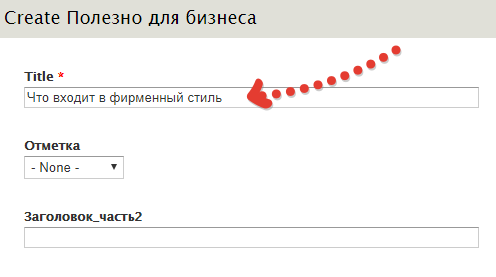 Create Полезно для бизнеса
Title *
Что входит в фирменный стиль
Отметка
- None -
Заголовок_часть2